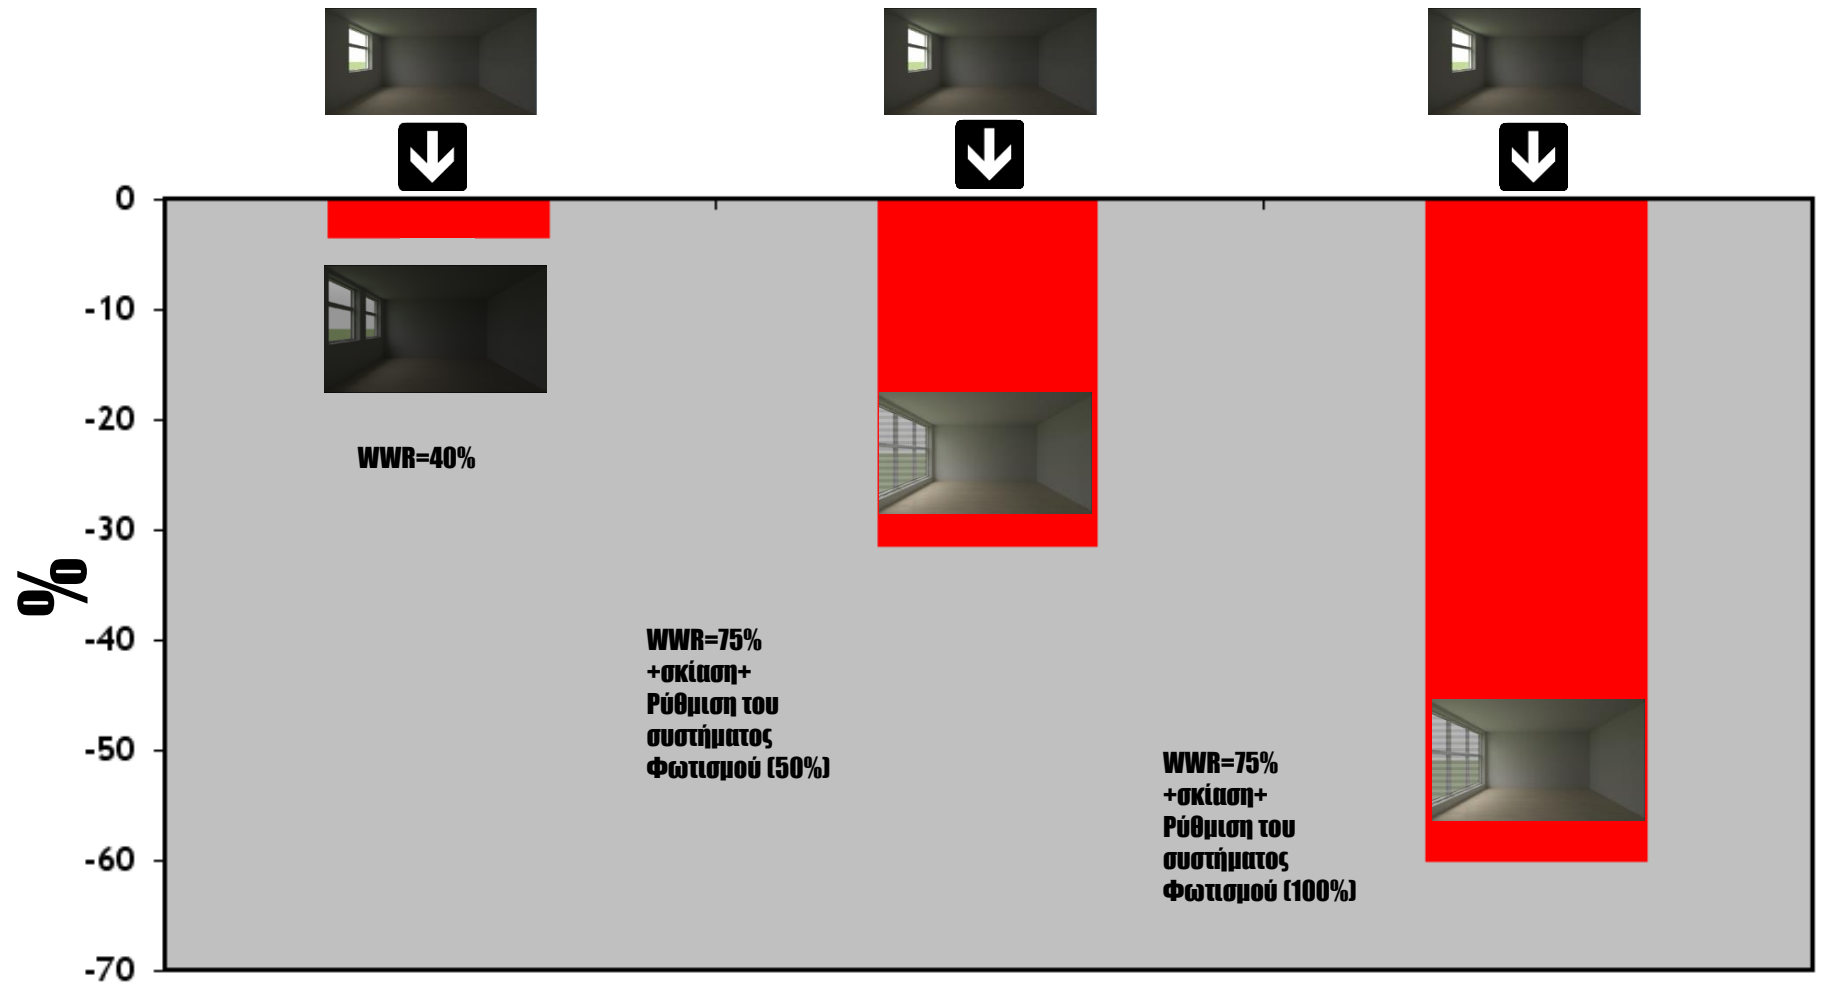 0
-10
-20
-30
-40
-50
-60
-70
%
WWR=40%
WWR=75%
+σκίαση+
Ρύθμιση του
συστήματος
Φωτισμού (50%)
WWR=75%
+σκίαση+
Ρύθμιση του
συστήματος
Φωτισμού (100%)